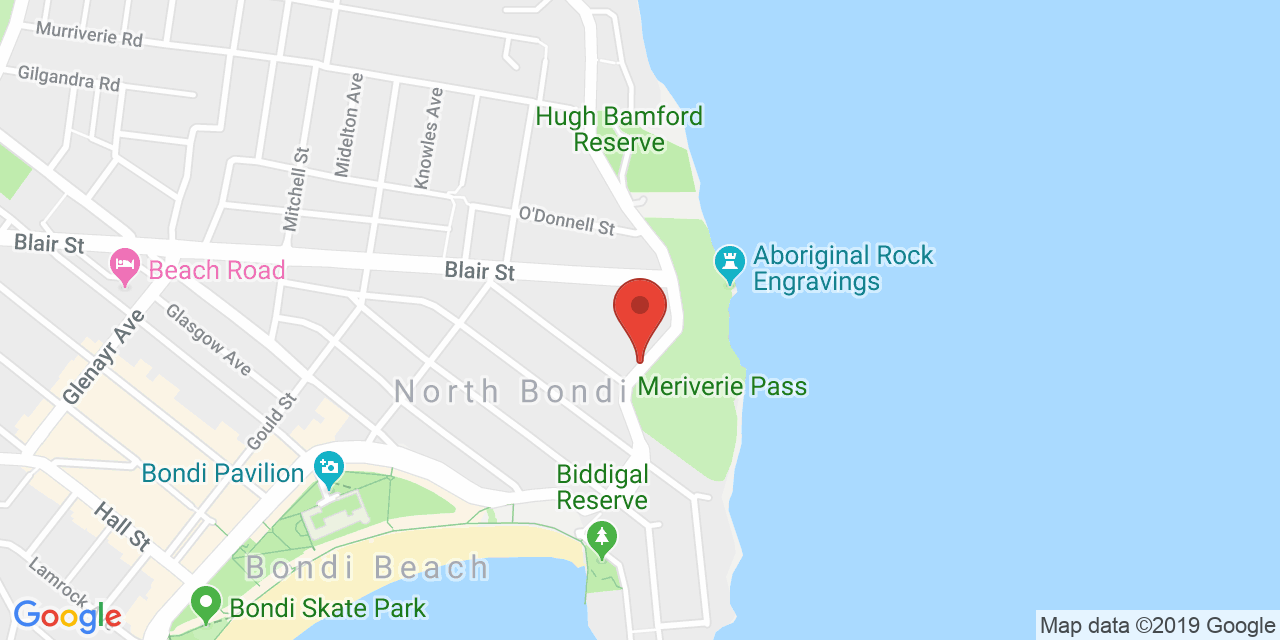 Murriverie Rd
Gilgandra Rd
Midelton Ave
Knowles Ave
Mitchell St
Hugh Bamford
Reserve
O'Donnell St
Blair St
Blair St
Beach Road
Aboriginal Rock
Engravings
Glasgow Ave
Glenayr Ave
North Bondi
Meriverie Pass
Gould St
Bondi Pavilion
Biddigal
Reserve
Hall St
Bondi Beach
Lamrock
Bondi Skate Park
Google
Map data ©2019 Google